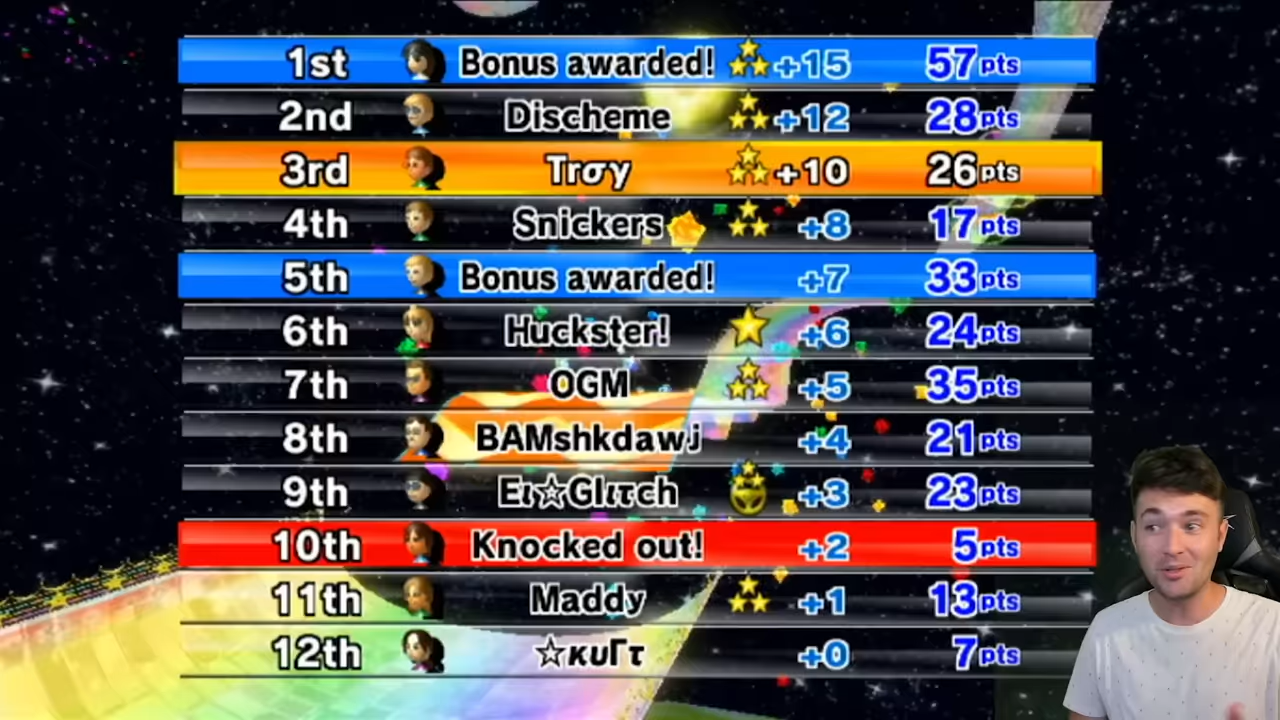 1st Bonus awarded! +15 57pts
2nd Discheme +12 28pts
3rd Trσy +10 26pts
4th Snickers +8 17pts
5th Bonus awarded! +7 33pts
6th Huckster! +6 24pts
7th OGM +5 35pts
8th BAMshkdawj +4 21pts
9th Eι☆Glιτch +3 23pts
10th Knocked out! +2 5pts
11th Maddy +1 13pts
12th ☆κυΓτ +0 7pts